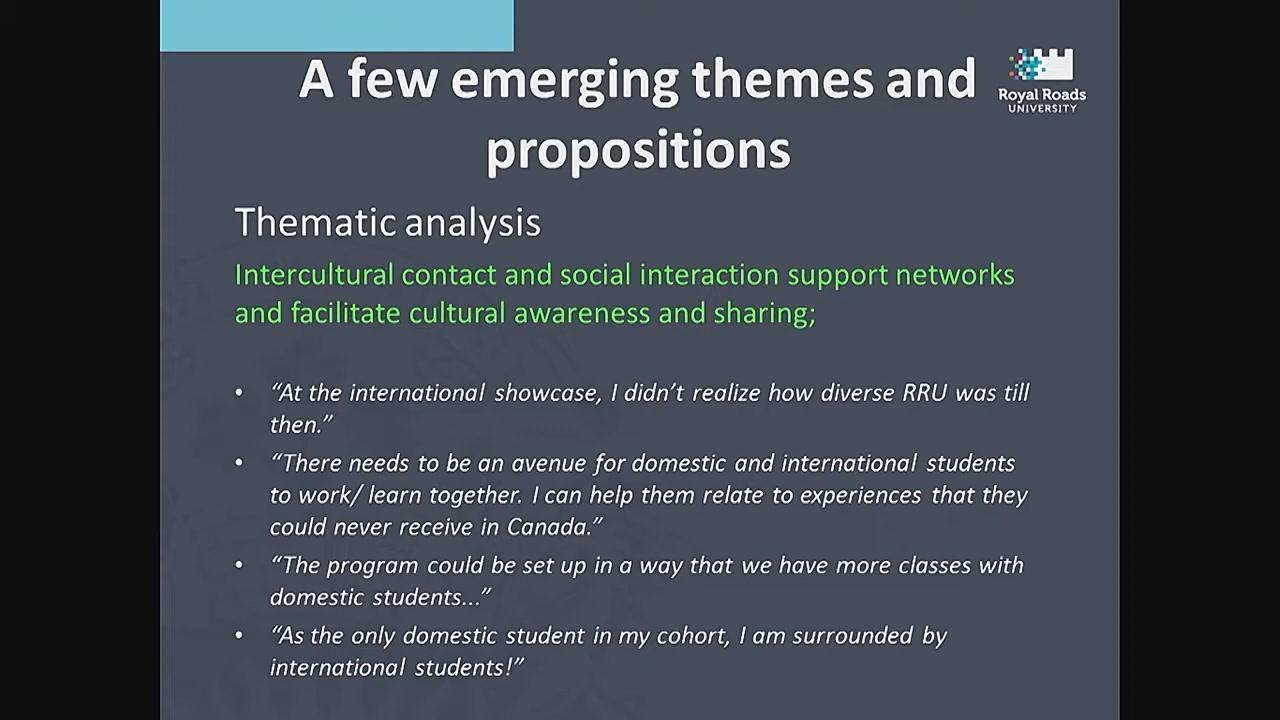 A few emerging themes and
propositions
Royal Roads
UNIVERSITY
Thematic analysis
Intercultural contact and social interaction support networks
and facilitate cultural awareness and sharing;
• “At the international showcase, I didn’t realize how diverse RRU was till
then.”
• “There needs to be an avenue for domestic and international students
to work/ learn together. I can help them relate to experiences that they
could never receive in Canada.”
• “The program could be set up in a way that we have more classes with
domestic students...”
• “As the only domestic student in my cohort, I am surrounded by
international students!”